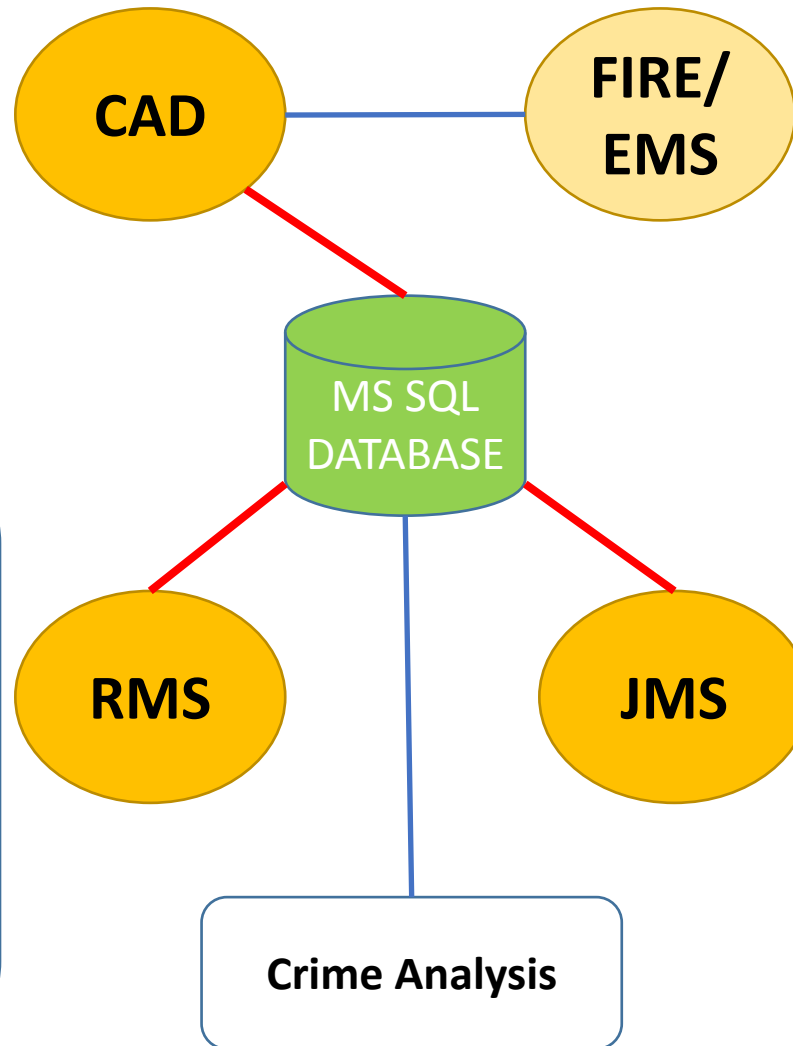 CAD
FIRE/
EMS
MS SQL
DATABASE
RMS
JMS
Crime Analysis